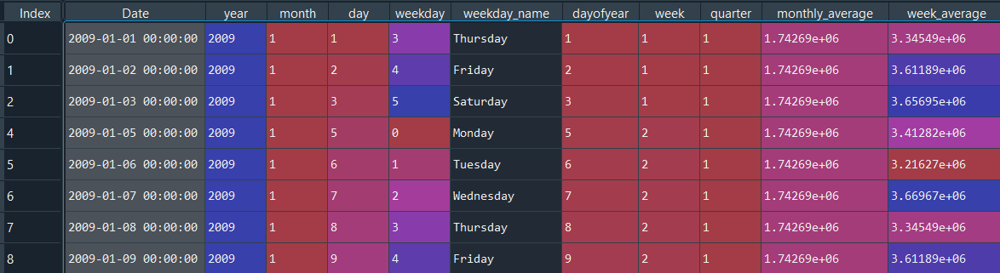 Index Date year month day weekday weekday_name dayofyear week quarter monthly_average week_average
0 2009-01-01 00:00:00 2009 1 1 3 Thursday 1 1 1 1.74269e+06 3.34549e+06
1 2009-01-02 00:00:00 2009 1 2 4 Friday 2 1 1 1.74269e+06 3.61189e+06
2 2009-01-03 00:00:00 2009 1 3 5 Saturday 3 1 1 1.74269e+06 3.65695e+06
4 2009-01-05 00:00:00 2009 1 5 0 Monday 5 2 1 1.74269e+06 3.41282e+06
5 2009-01-06 00:00:00 2009 1 6 1 Tuesday 6 2 1 1.74269e+06 3.21627e+06
6 2009-01-07 00:00:00 2009 1 7 2 Wednesday 7 2 1 1.74269e+06 3.66967e+06
7 2009-01-08 00:00:00 2009 1 8 3 Thursday 8 2 1 1.74269e+06 3.34549e+06
8 2009-01-09 00:00:00 2009 1 9 4 Friday 9 2 1 1.74269e+06 3.61189e+06